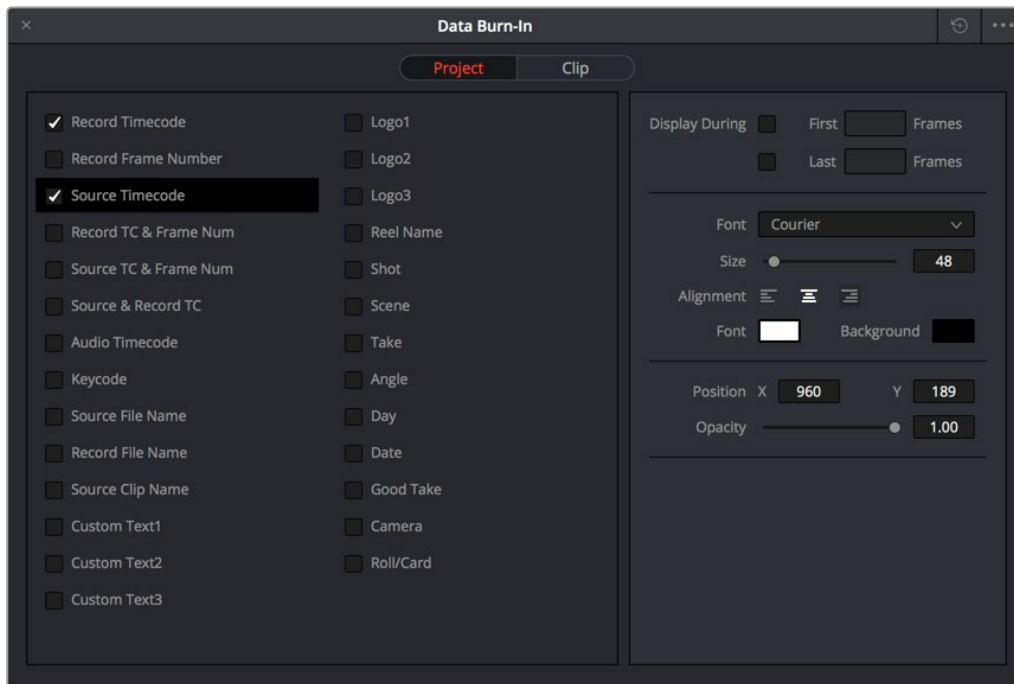 Data Burn-In
Project Clip
Record Timecode
Record Frame Number
Source Timecode
Record TC & Frame Num
Source TC & Frame Num
Source & Record TC
Audio Timecode
Keycode
Source File Name
Record File Name
Source Clip Name
Custom Text1
Custom Text2
Custom Text3
Logo1
Logo2
Logo3
Reel Name
Shot
Scene
Take
Angle
Day
Date
Good Take
Camera
Roll/Card
Display During First Frames
Last Frames
Font Courier
Size 48
Alignment
Font Background
Position X 960 Y 189
Opacity 1.00